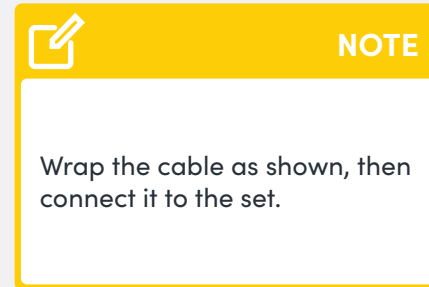 NOTE
Wrap the cable as shown, then
connect it to the set.